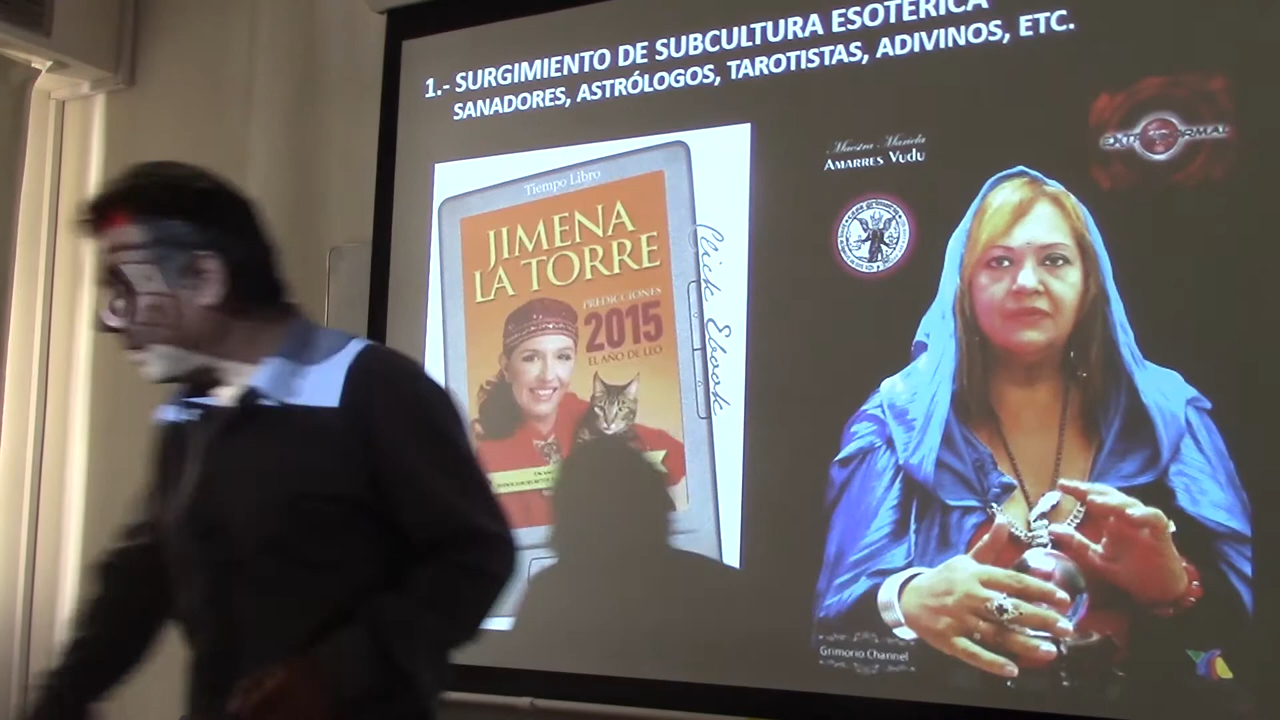 1.- SURGIMIENTO DE SUBCULTURA ESOTÉRICA
SANADORES, ASTRÓLOGOS, TAROTISTAS, ADIVINOS, ETC.
Tiempo Libro
JIMENA
LA TORRE
PREDICCIONES
2015
EL AÑO DE LEO
Click Ebook
Maestra Mariela
AMARRES VUDU
Grimorio Channel